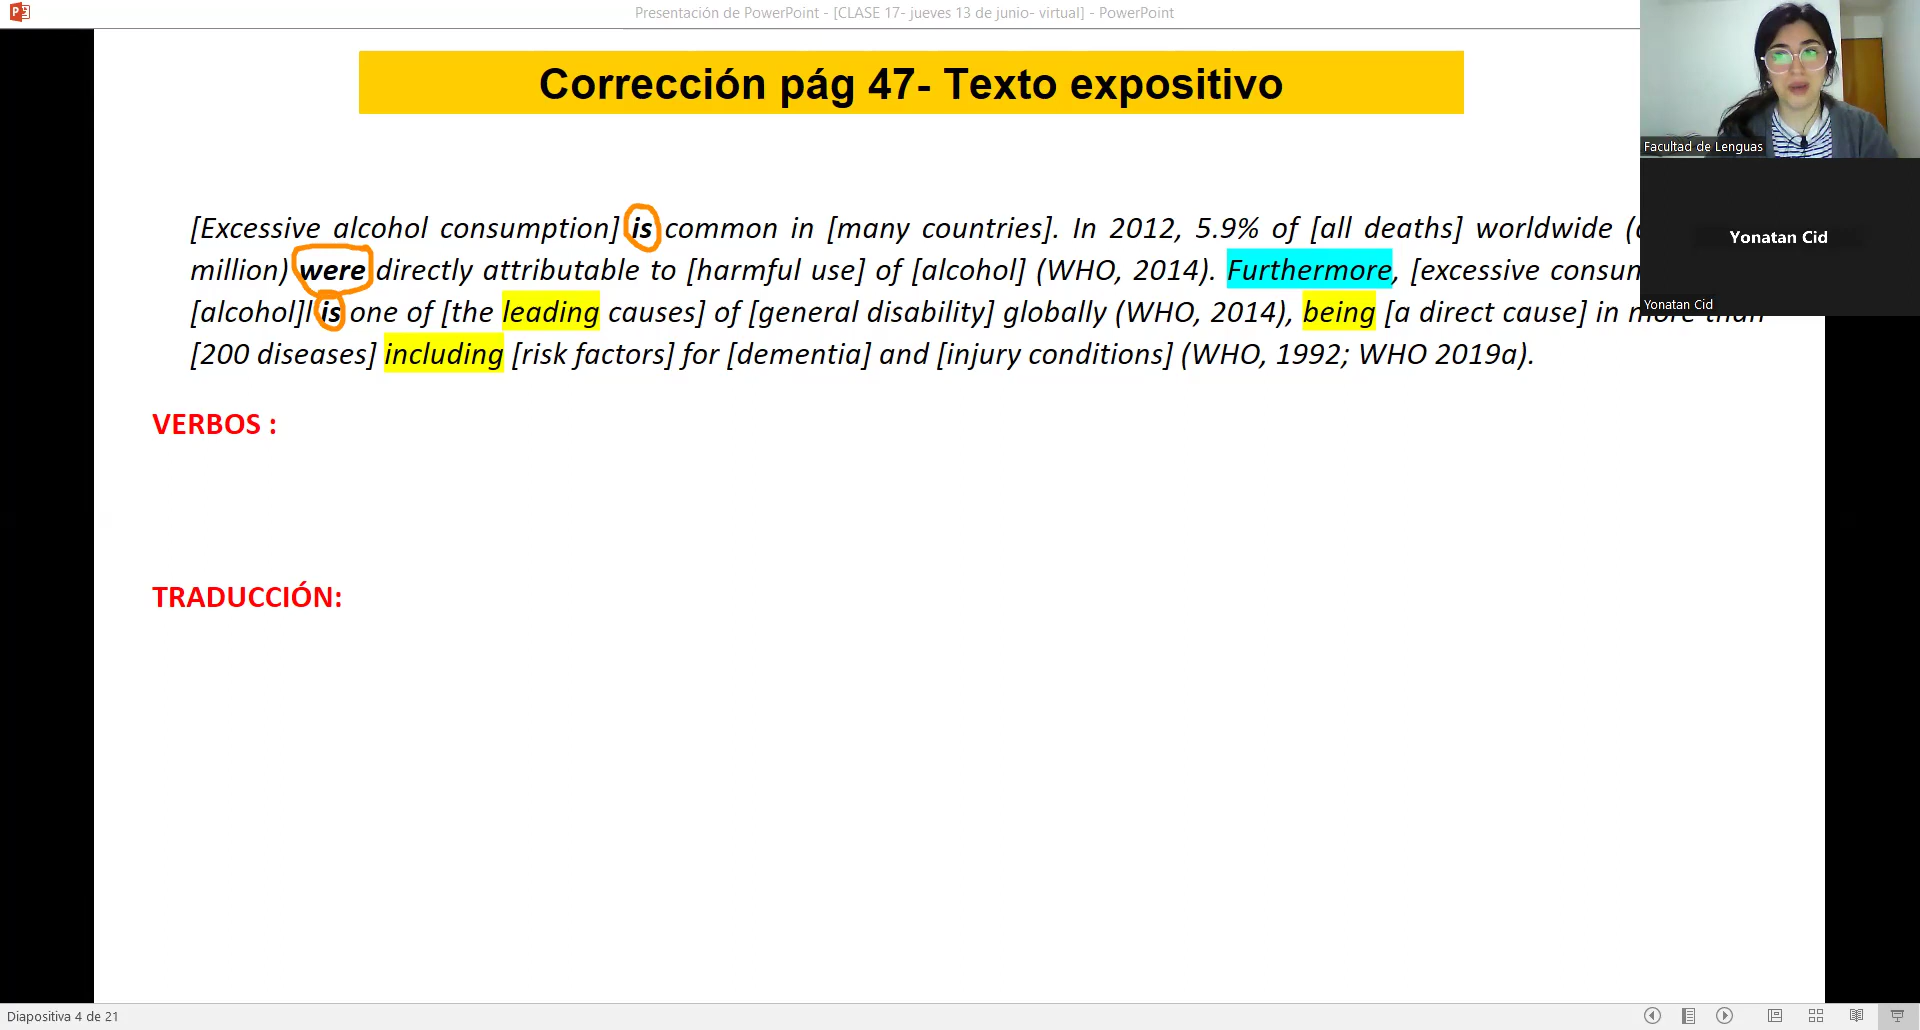 Presentación de PowerPoint - [CLASE 17- jueves 13 de junio- virtual] - PowerPoint
Corrección pág 47- Texto expositivo
Facultad de Lenguas
Yonatan Cid
Yonatan Cid
[Excessive alcohol consumption] is common in [many countries]. In 2012, 5.9% of [all deaths] worldwide
million) were directly attributable to [harmful use] of [alcohol] (WHO, 2014). Furthermore, [excessive
[alcohol]l is one of [the leading causes] of [general disability] globally (WHO, 2014), being [a direct cause] in more than
[200 diseases] including [risk factors] for [dementia] and [injury conditions] (WHO, 1992; WHO 2019a).
VERBOS :
TRADUCCIÓN:
Diapositiva 4 de 21